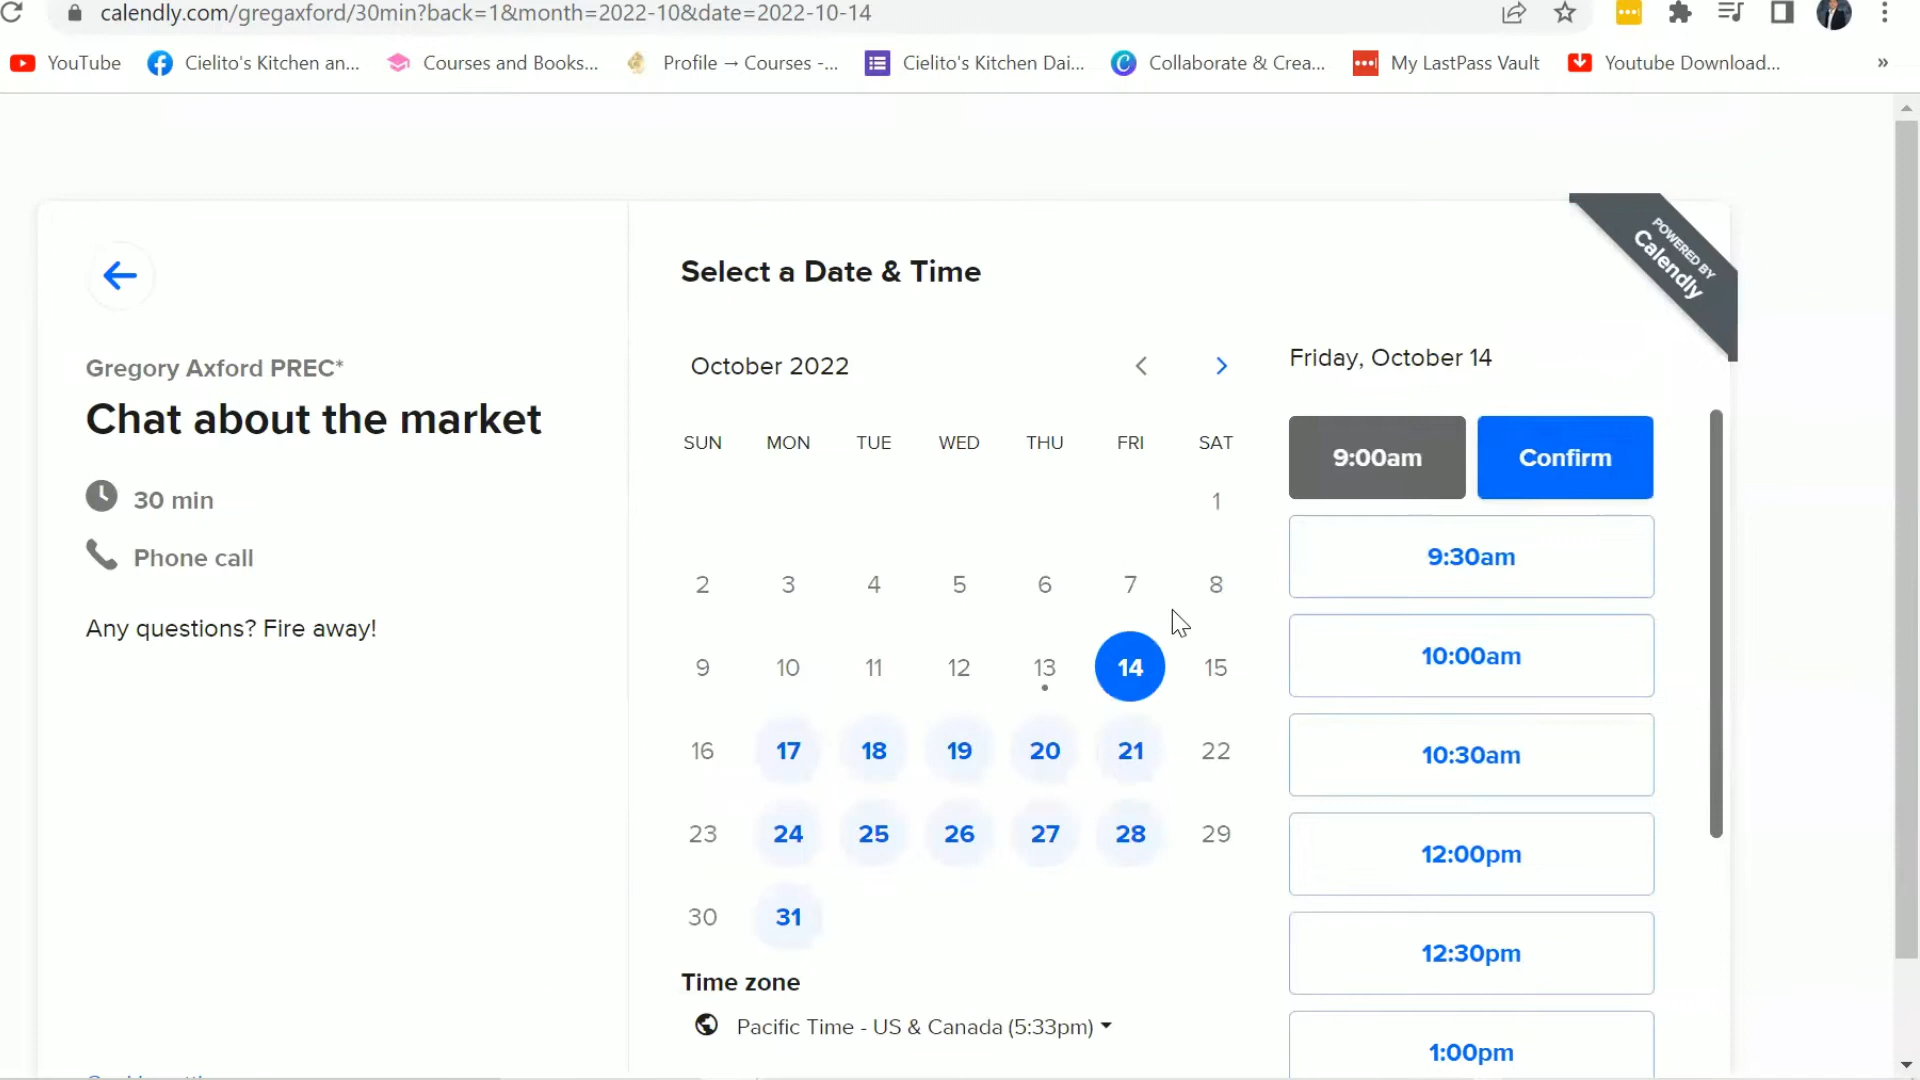 calendly.com/gregaxford/30min?back=1&month=2022-10&date=2022-10-14
YouTube
Cielito's Kitchen an...
Courses and Books...
Profile → Courses -...
Cielito's Kitchen Dai...
Collaborate & Crea...
My LastPass Vault
Youtube Download...
»
POWERED BY
Calendly
Gregory Axford PREC*
Chat about the market
30 min
Phone call
Any questions? Fire away!
Select a Date & Time
October 2022
SUN MON TUE WED THU FRI SAT
1
2 3 4 5 6 7 8
9 10 11 12 13 14 15
16 17 18 19 20 21 22
23 24 25 26 27 28 29
30 31
Time zone
Pacific Time - US & Canada (5:33pm)
Friday, October 14
9:00am Confirm
9:30am
10:00am
10:30am
12:00pm
12:30pm
1:00pm